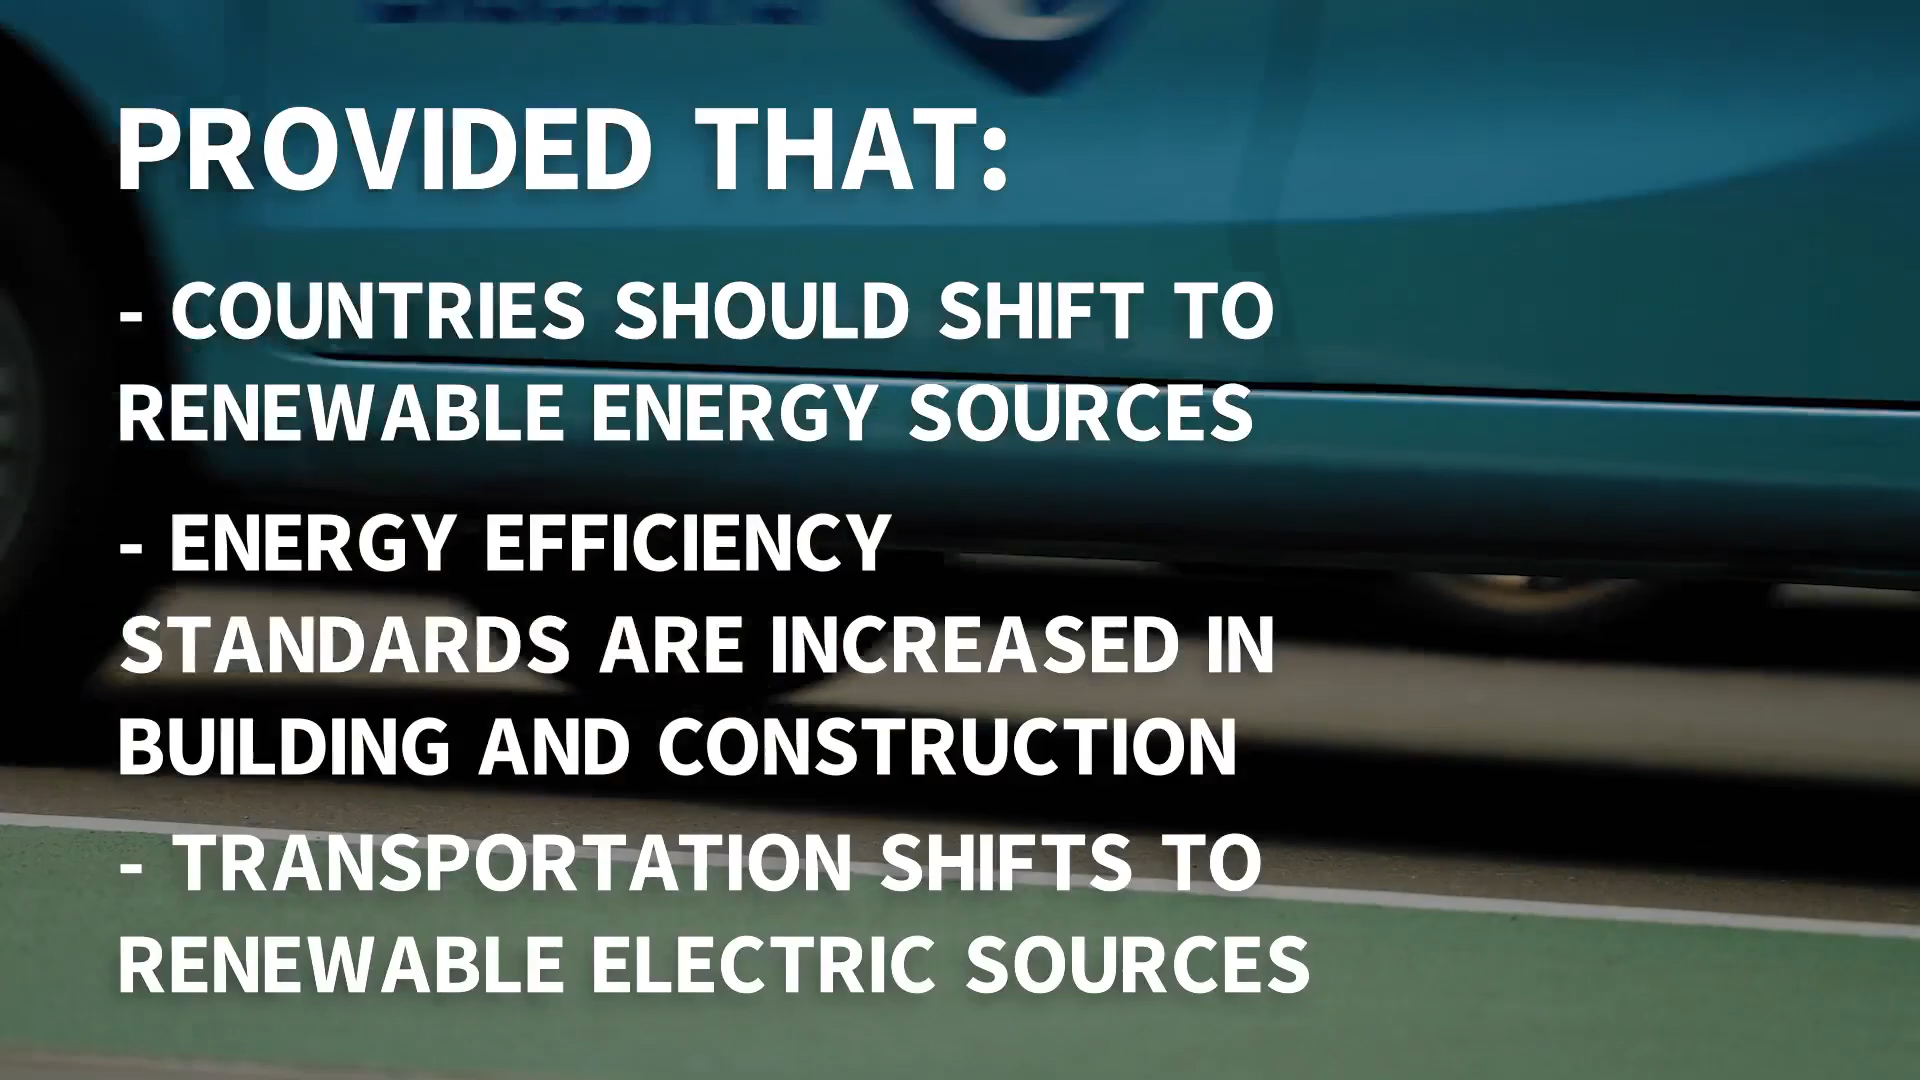 PROVIDED THAT:
- COUNTRIES SHOULD SHIFT TO
RENEWABLE ENERGY SOURCES
- ENERGY EFFICIENCY
STANDARDS ARE INCREASED IN
BUILDING AND CONSTRUCTION
- TRANSPORTATION SHIFTS TO
RENEWABLE ELECTRIC SOURCES